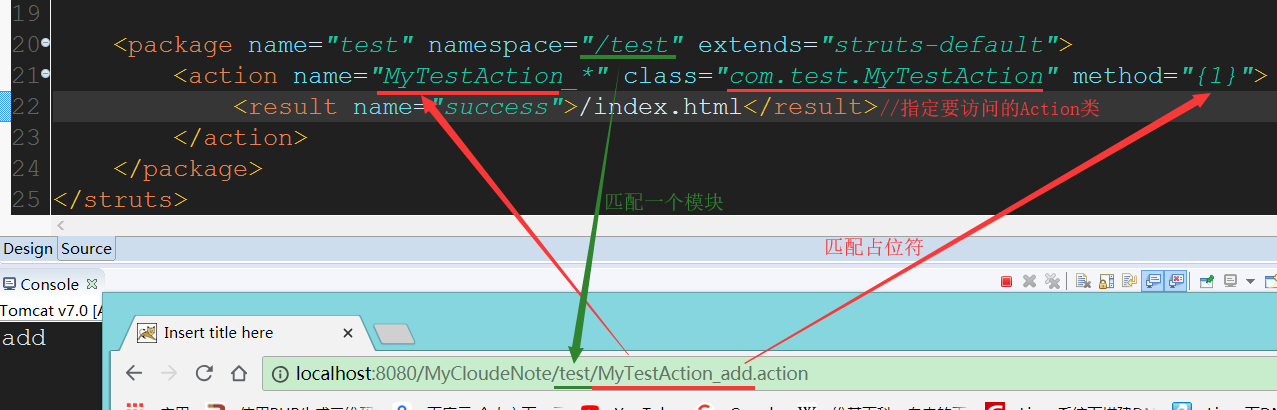 19
20 <package name="test" namespace="/test" extends="struts-default">
21 <action name="MyTestAction_*" class="com.test.MyTestAction" method="{1}">
22 <result name="success">/index.html</result>//指定要访问的Action类
23 </action>
24 </package>
25 </struts>
匹配一个模块
匹配占位符
Design Source
Console
Tomcat v7.0 [A
add
Insert title here
localhost:8080/MyCloudeNote/test/MyTestAction_add.action